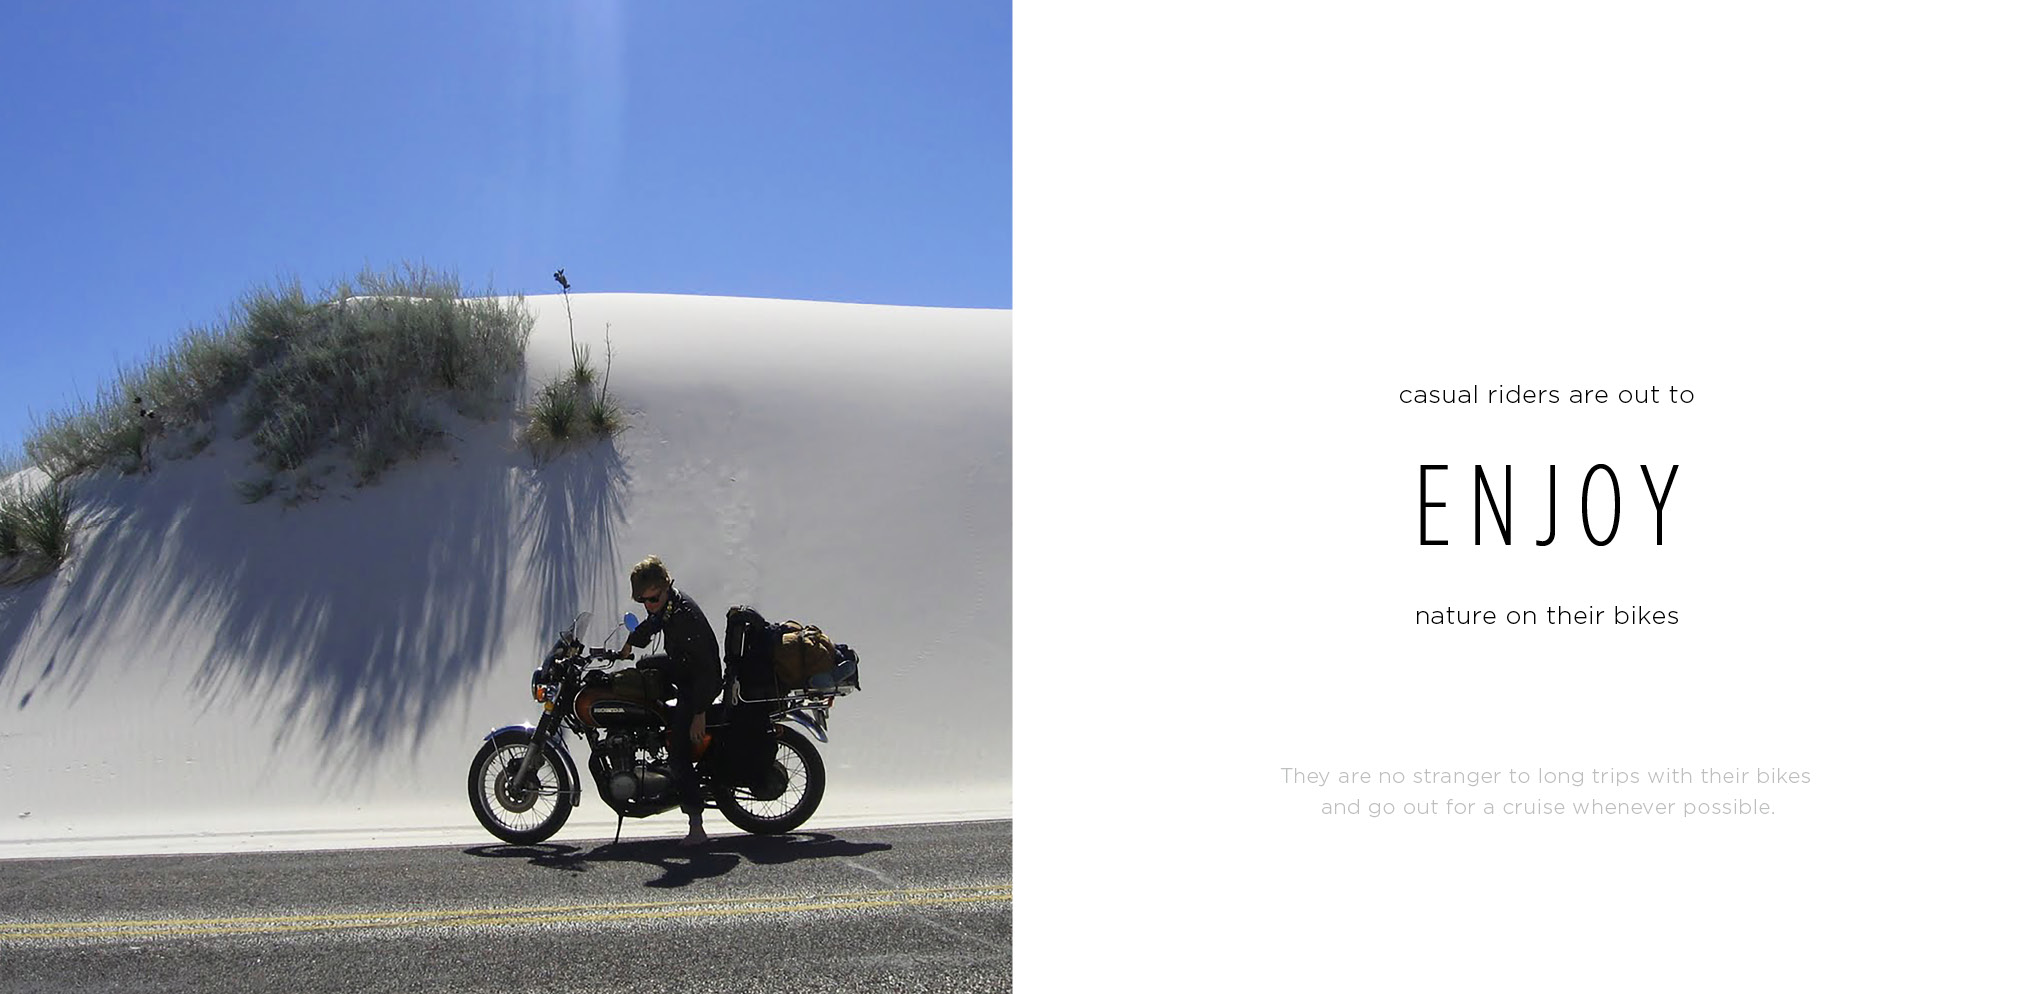 casual riders are out to
ENJOY
nature on their bikes
They are no stranger to long trips with their bikes
and go out for a cruise whenever possible.